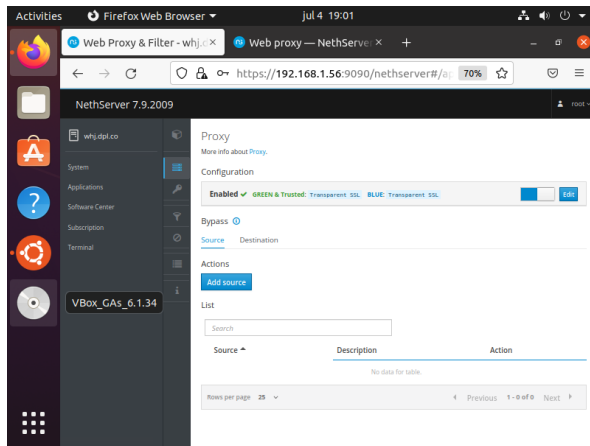 Activities
Firefox Web Browser
jul 4 19:01
Web Proxy & Filter - whj.d
Web proxy — NethServer
https://192.168.1.56:9090/nethserver#/ap
70%
NethServer 7.9.2009
root
whj.dpl.co
System
Applications
Software Center
Subscription
Terminal
VBox_GAs_6.1.34
Proxy
More info about Proxy.
Configuration
Enabled GREEN & Trusted: Transparent SSL BLUE: Transparent SSL
Edit
Bypass
Source Destination
Actions
Add source
List
Search
Source Description Action
No data for table.
Rows per page 25 Previous 1 - 0 of 0 Next